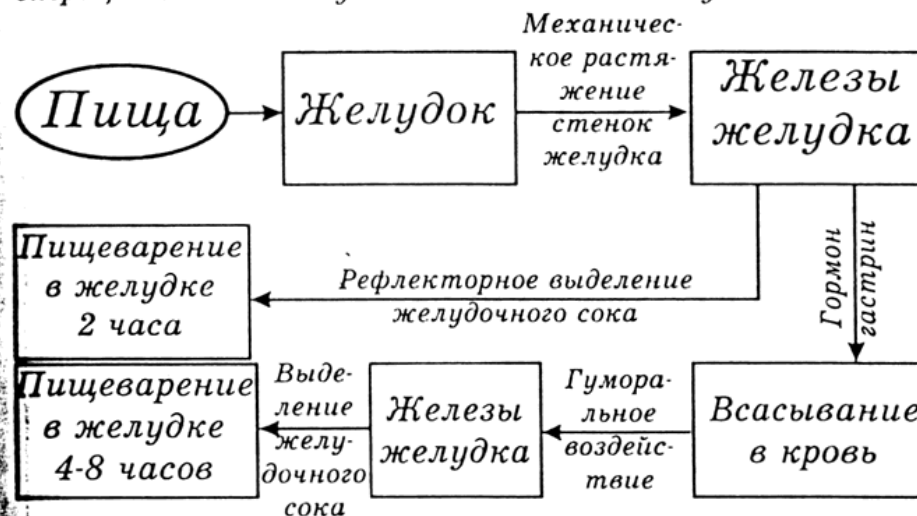 Пища
Желудок
Механичес-
кое растя-
жение
стенок
желудка
Железы
желудка
Гормон
гастрин
Рефлекторное выделение
желудочного сока
Пищеварение
в желудке
2 часа
Всасывание
в кровь
Гумора-
льное
воздейс-
твие
Железы
желудка
Выде-
ление
желу-
дочного
сока
Пищеварение
в желудке
4-8 часов